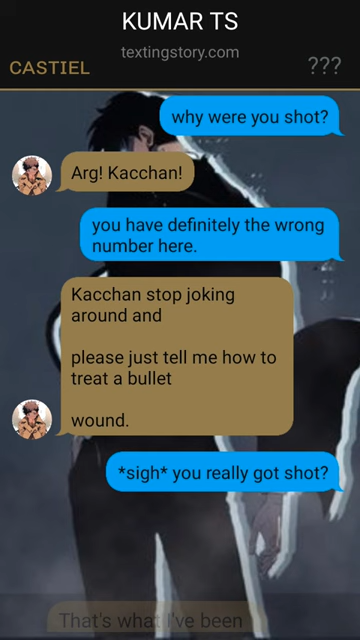 KUMAR TS
textingstory.com
CASTIEL
???
why were you shot?
Arg! Kacchan!
you have definitely the wrong
number here.
Kacchan stop joking
around and
please just tell me how to
treat a bullet
wound.
*sigh* you really got shot?
That's what I've been